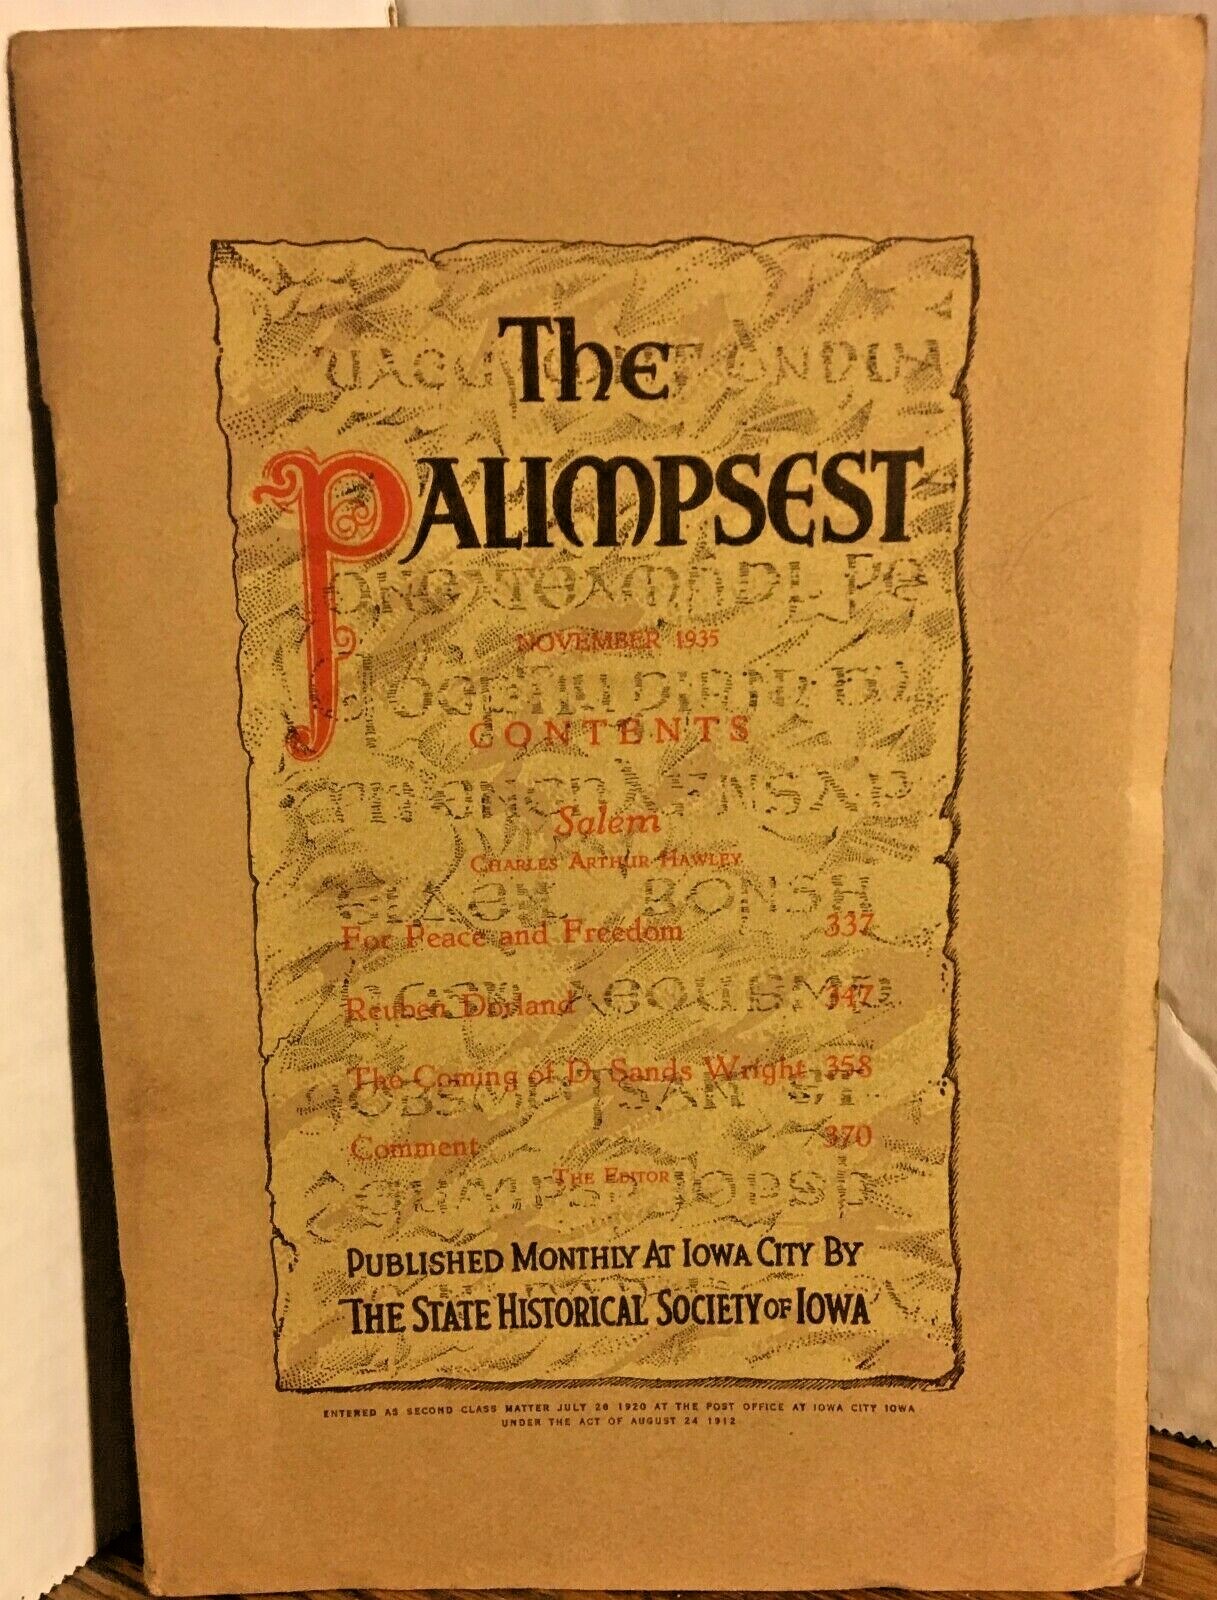 The
PALIMPSEST
NOVEMBER 1935
CONTENTS
Salem
CHARLES ARTHUR HAWLEY
For Peace and Freedom 337
Reuben Dorland 347
The Coming of D. Sands Wright 358
Comment 370
THE EDITOR
PUBLISHED MONTHLY AT IOWA CITY BY
THE STATE HISTORICAL SOCIETY OF IOWA
ENTERED AS SECOND CLASS MATTER JULY 26 1920 AT THE POST OFFICE AT IOWA CITY IOWA
UNDER THE ACT OF AUGUST 24 1912